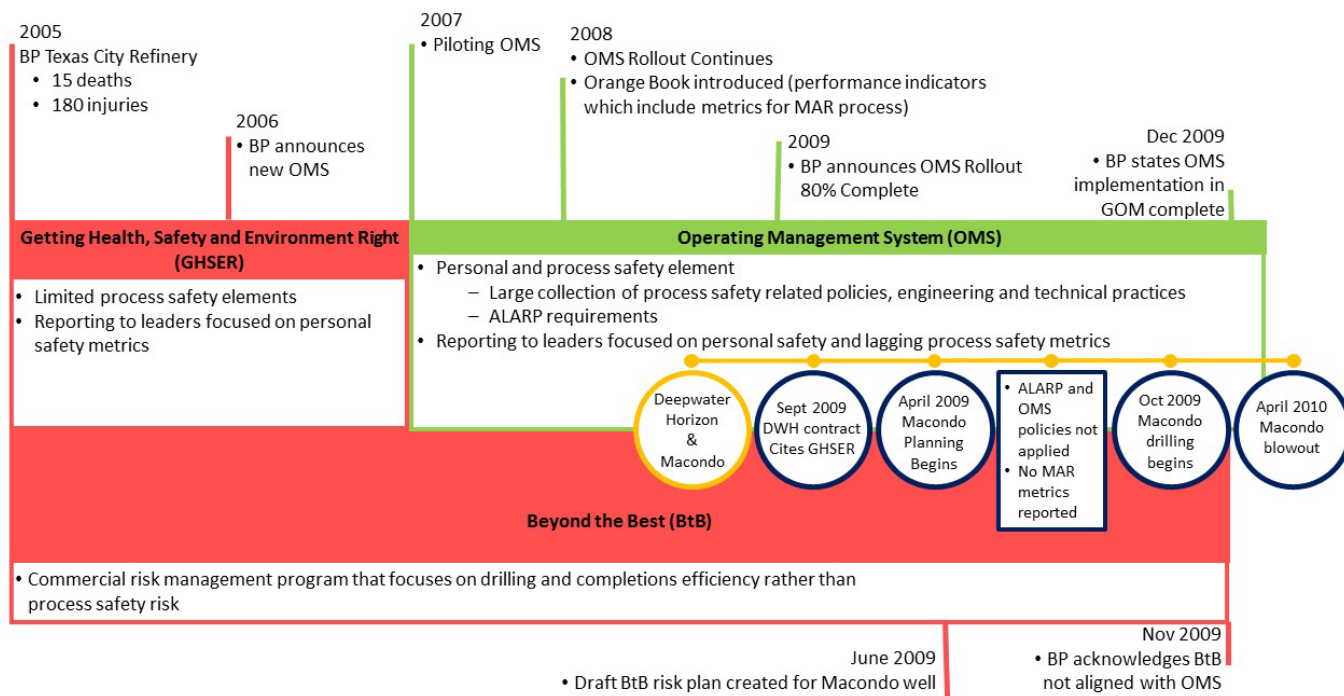 2005
BP Texas City Refinery
• 15 deaths
• 180 injuries
2006
• BP announces
new OMS
2007
• Piloting OMS
2008
• OMS Rollout Continues
• Orange Book introduced (performance indicators
which include metrics for MAR process)
2009
• BP announces OMS Rollout
80% Complete
Dec 2009
• BP states OMS
implementation in
GOM complete
Getting Health, Safety and Environment Right
(GHSER)
• Limited process safety elements
• Reporting to leaders focused on personal
safety metrics
Operating Management System (OMS)
• Personal and process safety element
– Large collection of process safety related policies, engineering and technical practices
– ALARP requirements
• Reporting to leaders focused on personal safety and lagging process safety metrics
Deepwater
Horizon
&
Macondo
Sept 2009
DWH contract
Cites GHSER
April 2009
Macondo
Planning
Begins
• ALARP and
OMS
policies not
applied
• No MAR
metrics
reported
Oct 2009
Macondo
drilling
begins
April 2010
Macondo
blowout
Beyond the Best (BtB)
• Commercial risk management program that focuses on drilling and completions efficiency rather than
process safety risk
June 2009
• Draft BtB risk plan created for Macondo well
Nov 2009
• BP acknowledges BtB
not aligned with OMS